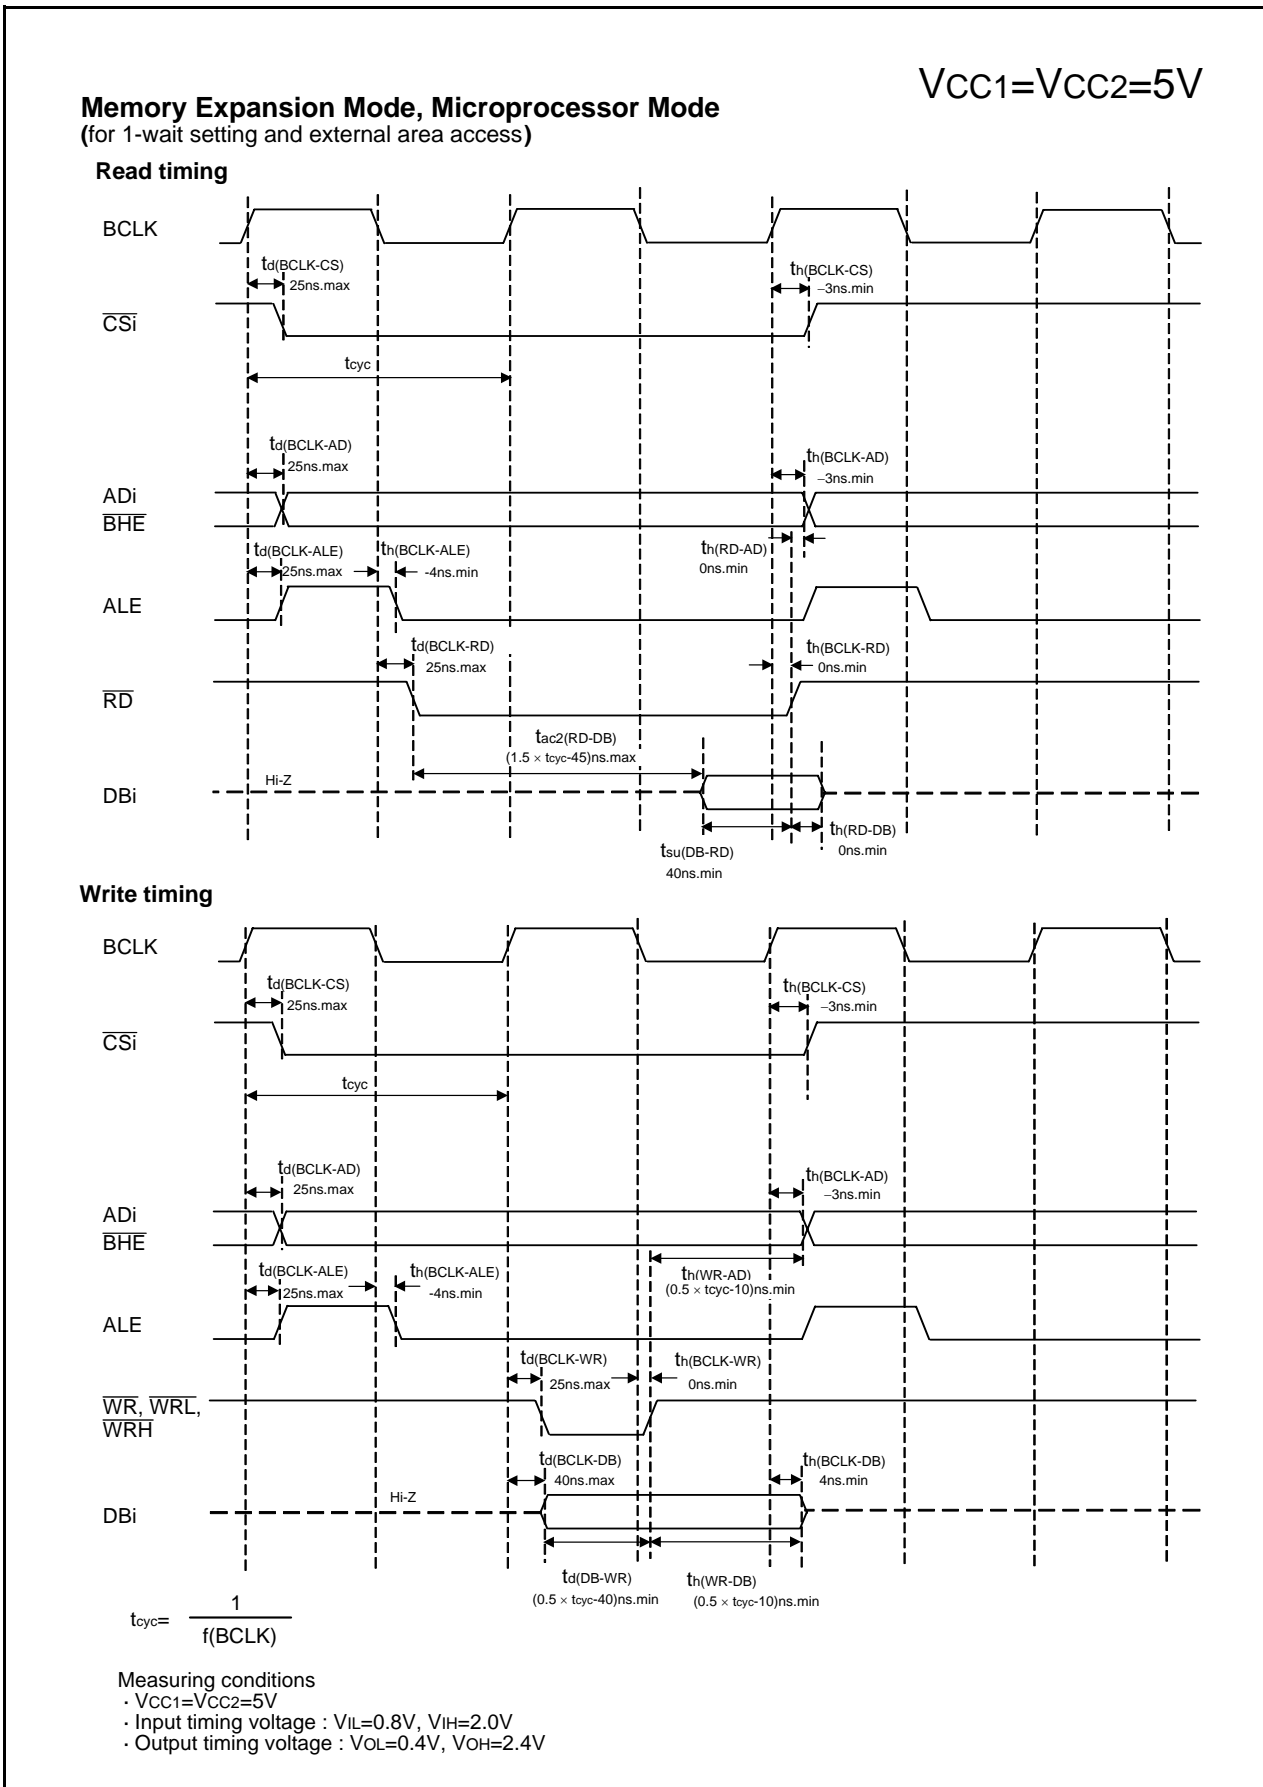 VCC1=VCC2=5V
Memory Expansion Mode, Microprocessor Mode
(for 1-wait setting and external area access)
Read timing
BCLK
td(BCLK-CS)
25ns.max
th(BCLK-CS)
−3ns.min
CSi
tcyc
td(BCLK-AD)
25ns.max
th(BCLK-AD)
−3ns.min
ADi
BHE
td(BCLK-ALE)
25ns.max
th(BCLK-ALE)
-4ns.min
th(RD-AD)
0ns.min
ALE
td(BCLK-RD)
25ns.max
th(BCLK-RD)
0ns.min
RD
tac2(RD-DB)
(1.5 × tcyc-45)ns.max
Hi-Z
DBi
tsu(DB-RD)
40ns.min
th(RD-DB)
0ns.min
Write timing
BCLK
td(BCLK-CS)
25ns.max
th(BCLK-CS)
−3ns.min
CSi
tcyc
td(BCLK-AD)
25ns.max
th(BCLK-AD)
−3ns.min
ADi
BHE
td(BCLK-ALE)
25ns.max
th(BCLK-ALE)
-4ns.min
th(WR-AD)
(0.5 × tcyc-10)ns.min
ALE
td(BCLK-WR)
25ns.max
th(BCLK-WR)
0ns.min
WR, WRL,
WRH
td(BCLK-DB)
40ns.max
th(BCLK-DB)
4ns.min
Hi-Z
DBi
td(DB-WR)
(0.5 × tcyc-40)ns.min
th(WR-DB)
(0.5 × tcyc-10)ns.min
tcyc= 1
f(BCLK)
Measuring conditions
· VCC1=VCC2=5V
· Input timing voltage : VIL=0.8V, VIH=2.0V
· Output timing voltage : VOL=0.4V, VOH=2.4V